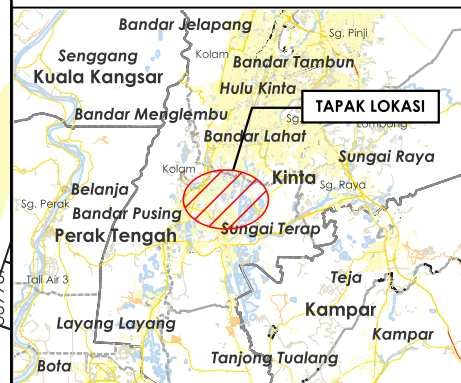 Bandar Jelapang
Sg. Pinji
Senggang
Kolam
Bandar Tambun
Kuala Kangsar
Hulu Kinta
TAPAK LOKASI
Bandar Menglembu
Sg.
Bandar Lahat
Sungai Raya
Kolam
Kinta
Sg. Raya
Belanja
Sg. Perak
Bandar Pusing
Sungai Terap
Perak Tengah
Tali Air 3
Teja
Kampar
Layang Layang
Kampar
Tanjong Tualang
Bota